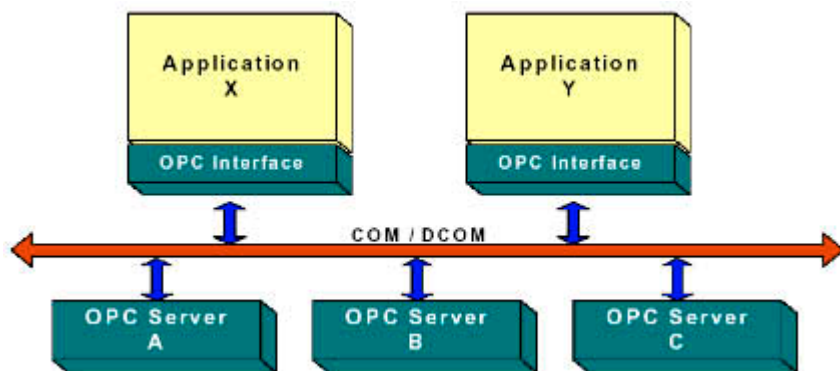 Application
X
Application
Y
OPC Interface
OPC Interface
COM / DCOM
OPC Server
A
OPC Server
B
OPC Server
C